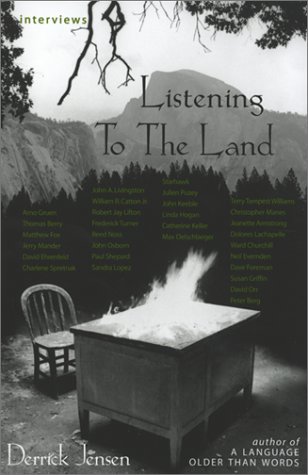 interviews
Listening
To The Land
Arno Gruen
Thomas Berry
Matthew Fox
Jerry Mander
David Ehrenfeld
Charlene Spretnak
John A. Livingston
William R. Catton Jr.
Robert Jay Lifton
Frederick Turner
Reed Noss
John Osborn
Paul Shepard
Sandra Lopez
Starhawk
Julien Puzey
John Keeble
Linda Hogan
Catherine Keller
Max Oelschlaeger
Terry Tempest Williams
Christopher Manes
Jeanette Armstrong
Dolores LaChapelle
Ward Churchill
Neil Evernden
Dave Foreman
Susan Griffin
David Orr
Peter Berg
author of
A LANGUAGE
OLDER THAN WORDS
Derrick Jensen